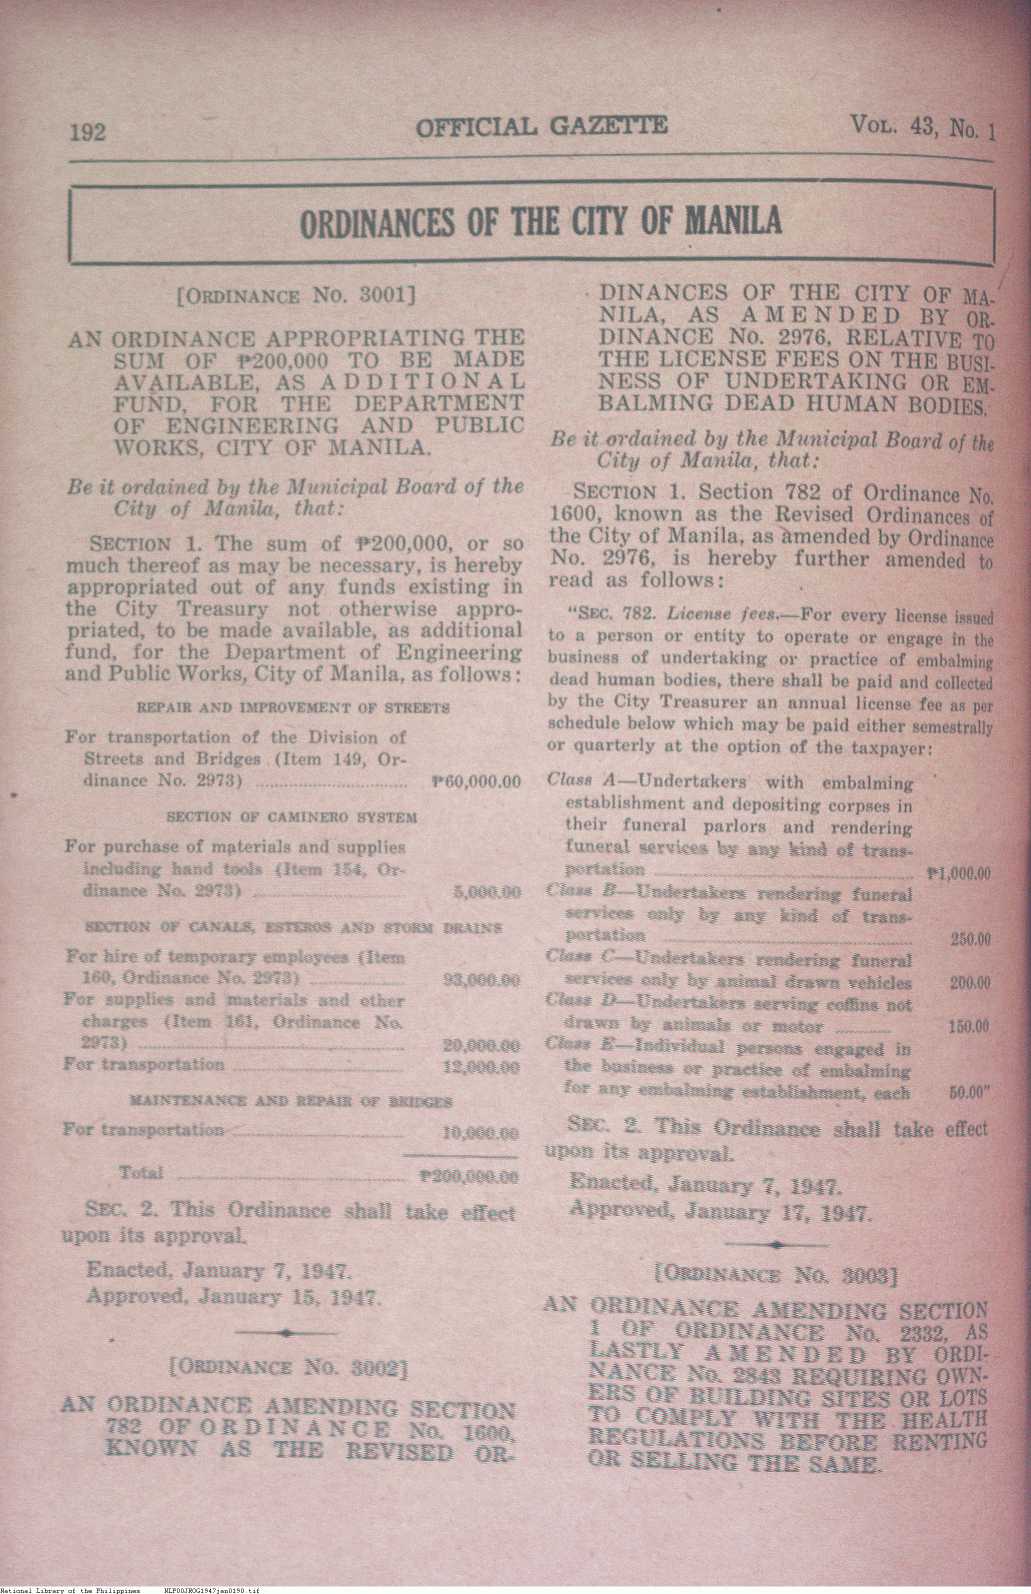 192
OFFICIAL GAZETTE
VOL. 43, No. 1
ORDINANCES OF THE CITY OF MANILA
[ORDINANCE No. 3001]
AN ORDINANCE APPROPRIATING THE
SUM OF ₱200,000 TO BE MADE
AVAILABLE, AS ADDITIONAL
FUND, FOR THE DEPARTMENT
OF ENGINEERING AND PUBLIC
WORKS, CITY OF MANILA.
Be it ordained by the Municipal Board of the
City of Manila, that:
SECTION 1. The sum of ₱200,000, or so
much thereof as may be necessary, is hereby
appropriated out of any funds existing in
the City Treasury not otherwise appro-
priated, to be made available, as additional
fund, for the Department of Engineering
and Public Works, City of Manila, as follows:
REPAIR AND IMPROVEMENT OF STREETS
For transportation of the Division of
Streets and Bridges (Item 149, Or-
dinance No. 2973) ............ ₱60,000.00
SECTION OF CAMINERO SYSTEM
For purchase of materials and supplies
including hand tools (Item 154, Or-
dinance No. 2973) ............ 5,000.00
SECTION OF CANALS, ESTEROS AND STORM DRAINS
For hire of temporary employees (Item
160, Ordinance No. 2973) ............ 93,000.00
For supplies and materials and other
charges (Item 161, Ordinance No.
2973) ............ 20,000.00
For transportation ............ 12,000.00
MAINTENANCE AND REPAIR OF BRIDGES
For transportation ............ 10,000.00
Total ............ ₱200,000.00
SEC. 2. This Ordinance shall take effect
upon its approval.
Enacted, January 7, 1947.
Approved, January 15, 1947.
[ORDINANCE No. 3002]
AN ORDINANCE AMENDING SECTION
782 OF ORDINANCE No. 1600,
KNOWN AS THE REVISED OR-
DINANCES OF THE CITY OF MA-
NILA, AS AMENDED BY OR-
DINANCE No. 2976, RELATIVE TO
THE LICENSE FEES ON THE BUSI-
NESS OF UNDERTAKING OR EM-
BALMING DEAD HUMAN BODIES.
Be it ordained by the Municipal Board of the
City of Manila, that:
SECTION 1. Section 782 of Ordinance No.
1600, known as the Revised Ordinances of
the City of Manila, as amended by Ordinance
No. 2976, is hereby further amended to
read as follows:
"SEC. 782. License fees.—For every license issued
to a person or entity to operate or engage in the
business of undertaking or practice of embalming
dead human bodies, there shall be paid and collected
by the City Treasurer an annual license fee as per
schedule below which may be paid either semestrally
or quarterly at the option of the taxpayer:
Class A—Undertakers with embalming
establishment and depositing corpses in
their funeral parlors and rendering
funeral services by any kind of trans-
portation ............ ₱1,000.00
Class B—Undertakers rendering funeral
services only by any kind of trans-
portation ............ 250.00
Class C—Undertakers rendering funeral
services only by animal drawn vehicles 200.00
Class D—Undertakers serving coffins not
drawn by animals or motor ............ 150.00
Class E—Individual persons engaged in
the business or practice of embalming
for any embalming establishment, each 50.00"
SEC. 2. This Ordinance shall take effect
upon its approval.
Enacted, January 7, 1947.
Approved, January 17, 1947.
[ORDINANCE No. 3003]
AN ORDINANCE AMENDING SECTION
1 OF ORDINANCE No. 2332, AS
LASTLY AMENDED BY ORDI-
NANCE No. 2843 REQUIRING OWN-
ERS OF BUILDING SITES OR LOTS
TO COMPLY WITH THE HEALTH
REGULATIONS BEFORE RENTING
OR SELLING THE SAME.
National Library of the Philippines NLP00JROG1947jan0190.tif